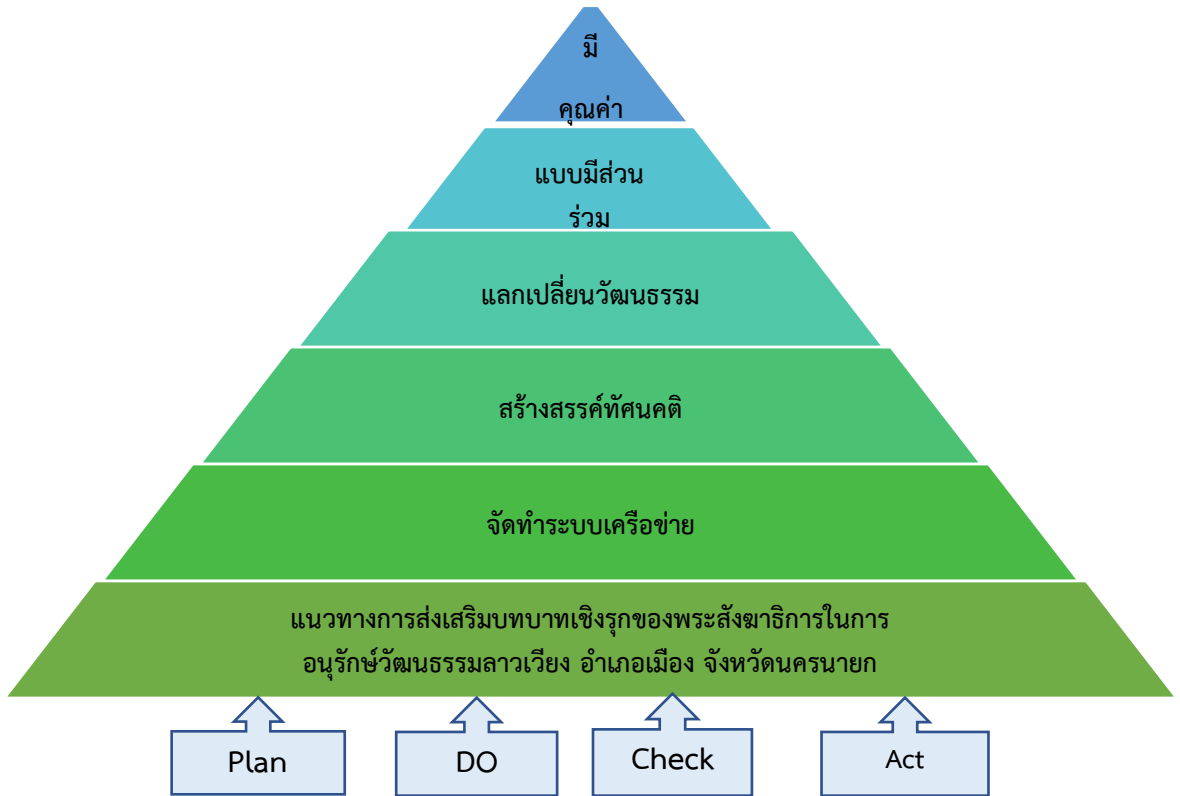 มี
คุณค่า
แบบมีส่วน
ร่วม
แลกเปลี่ยนวัฒนธรรม
สร้างสรรค์ทัศนคติ
จัดทำระบบเครือข่าย
แนวทางการส่งเสริมบทบาทเชิงรุกของพระสังฆาธิการในการ
อนุรักษ์วัฒนธรรมลาวเวียง อำเภอเมือง จังหวัดนครนายก
Plan
DO
Check
Act